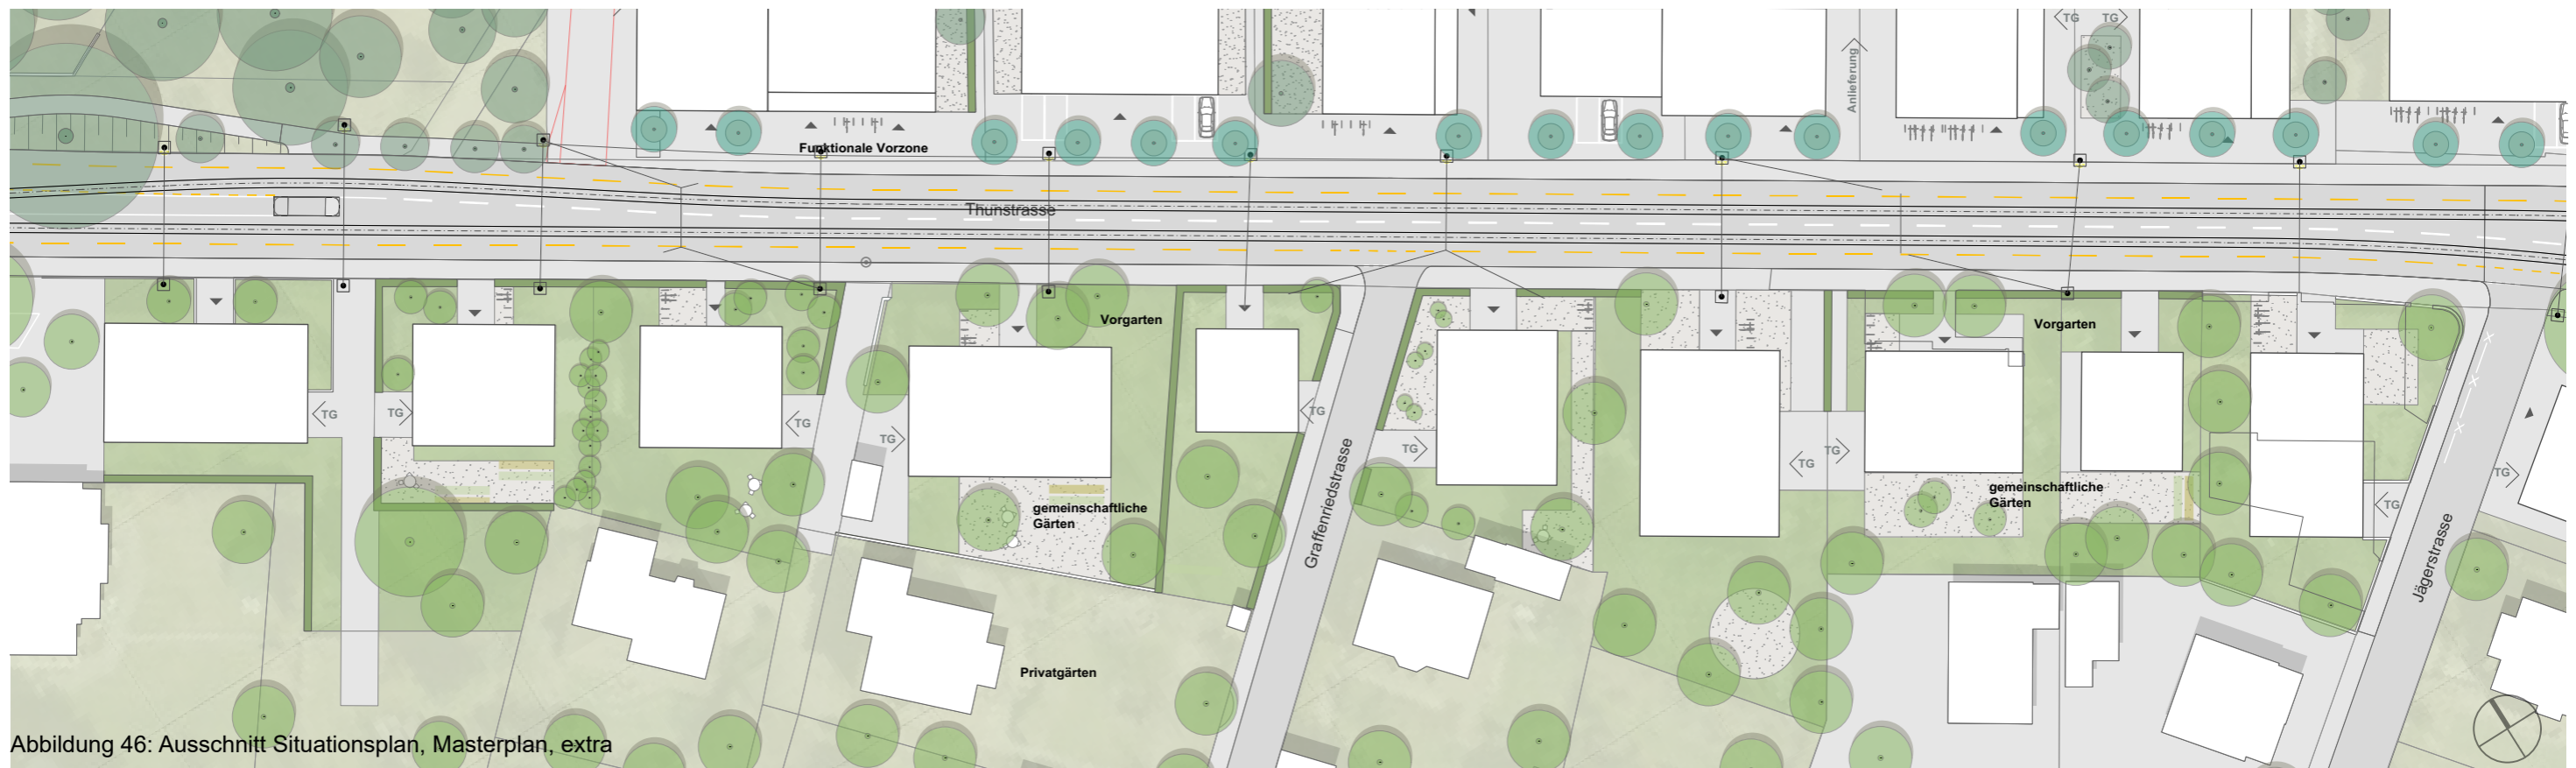 TG
TG
Anlieferung
Funktionale Vorzone
Thunstrasse
Vorgarten
Vorgarten
TG
TG
TG
TG
TG
TG
TG
TG
TG
TG
Graffenriedstrasse
Jägerstrasse
gemeinschaftliche
Gärten
gemeinschaftliche
Gärten
Privatgärten
Abbildung 46: Ausschnitt Situationsplan, Masterplan, extra